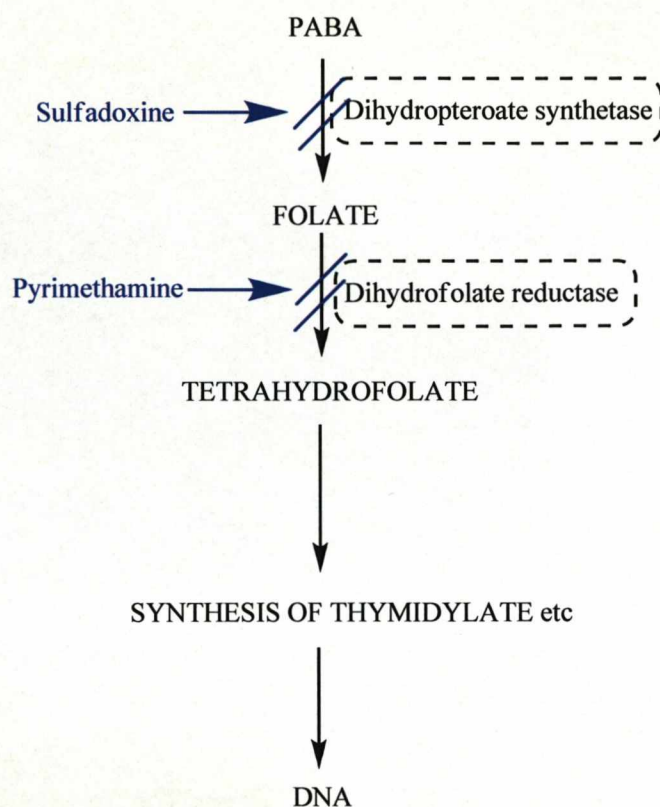 PABA
Sulfadoxine
Dihydropteroate synthetase
FOLATE
Pyrimethamine
Dihydrofolate reductase
TETRAHYDROFOLATE
SYNTHESIS OF THYMIDYLATE etc
DNA